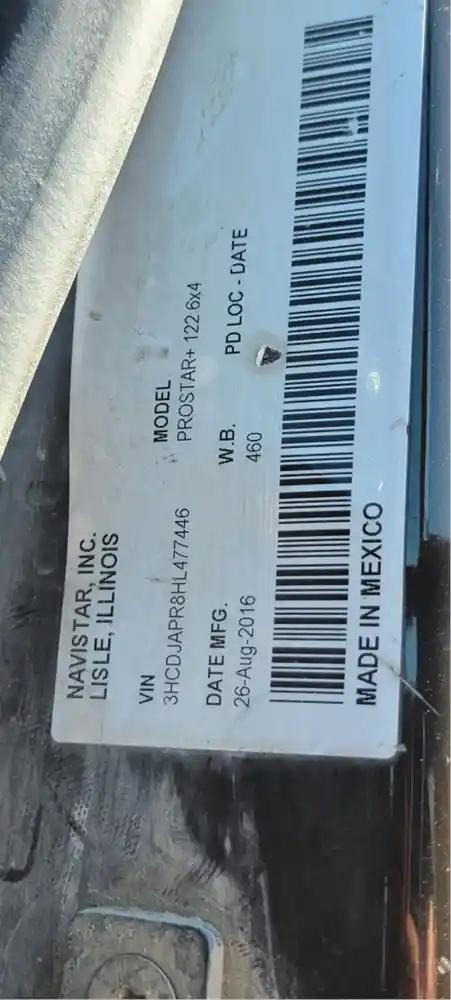 NAVISTAR, INC.
LISLE, ILLINOIS
VIN
3HCDJAPR8HL477446
MODEL
PROSTAR+ 122 6x4
DATE MFG.
26-Aug-2016
W.B.
460
PD LOC - DATE
MADE IN MEXICO